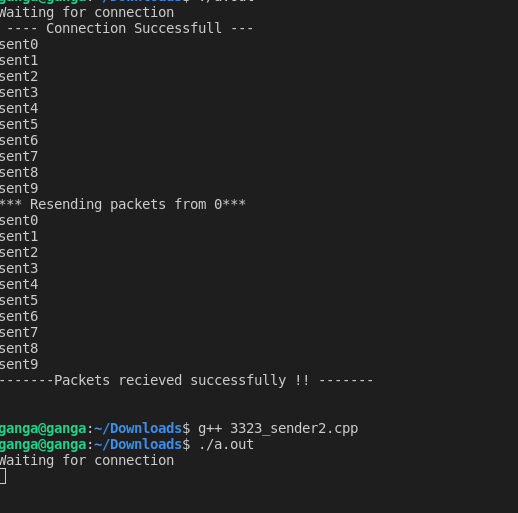 ganga@ganga:~/Downloads$ ./a.out
Waiting for connection
---- Connection Successfull ---
sent0
sent1
sent2
sent3
sent4
sent5
sent6
sent7
sent8
sent9
*** Resending packets from 0***
sent0
sent1
sent2
sent3
sent4
sent5
sent6
sent7
sent8
sent9
-------Packets recieved successfully !! -------
ganga@ganga:~/Downloads$ g++ 3323_sender2.cpp
ganga@ganga:~/Downloads$ ./a.out
Waiting for connection